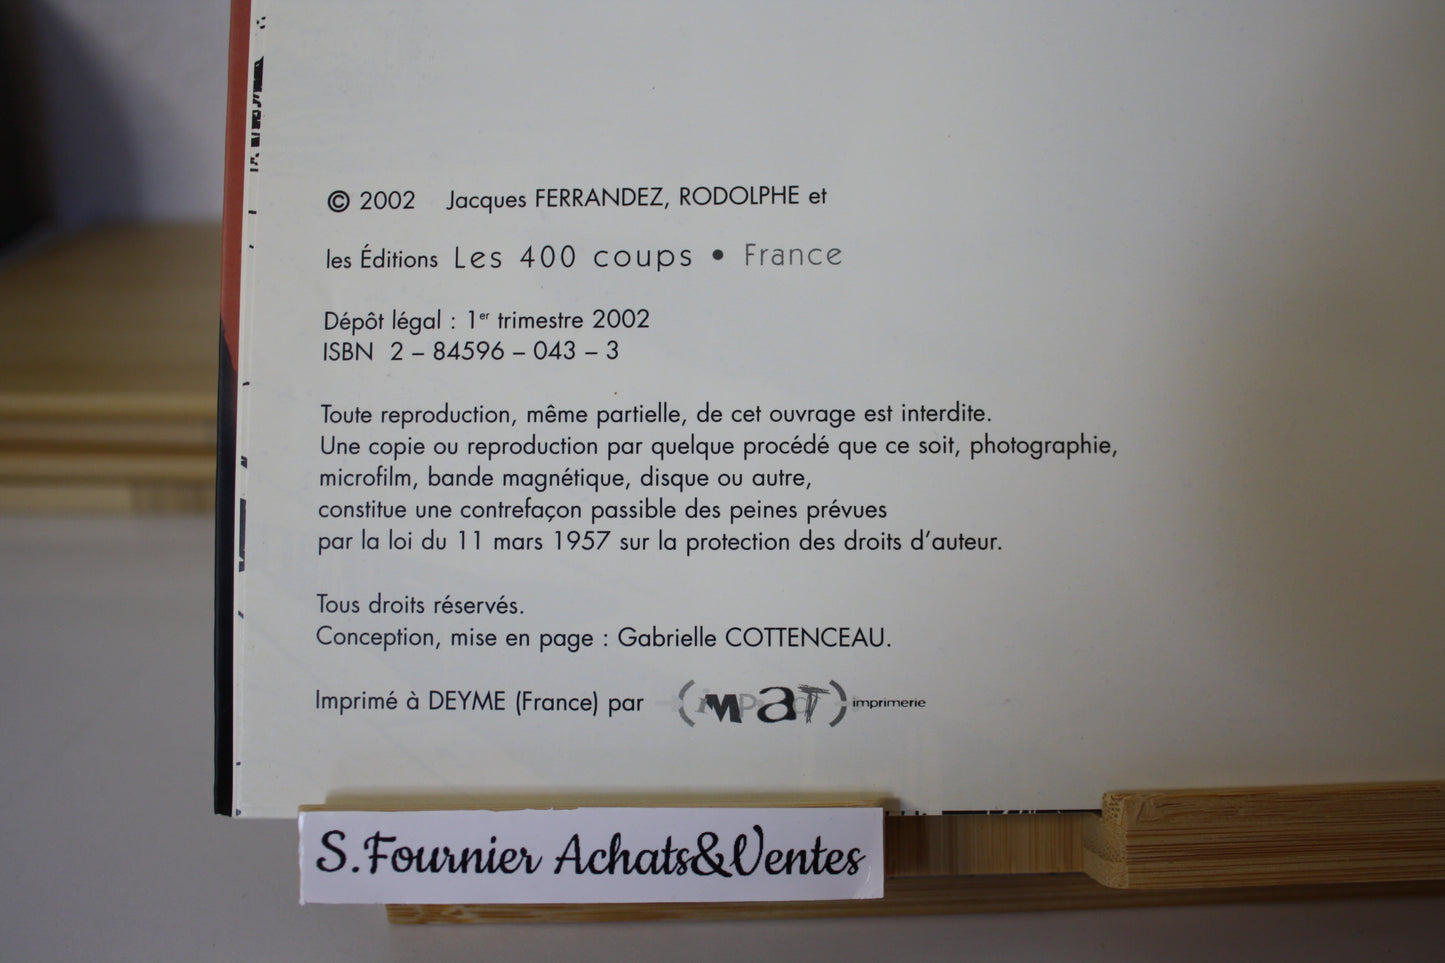 © 2002 Jacques FERRANDEZ, RODOLPHE et
les Éditions Les 400 coups • France
Dépôt légal : 1er trimestre 2002
ISBN 2 – 84596 – 043 – 3
Toute reproduction, même partielle, de cet ouvrage est interdite.
Une copie ou reproduction par quelque procédé que ce soit, photographie,
microfilm, bande magnétique, disque ou autre,
constitue une contrefaçon passible des peines prévues
par la loi du 11 mars 1957 sur la protection des droits d’auteur.
Tous droits réservés.
Conception, mise en page : Gabrielle COTTENCEAU.
Imprimé à DEYME (France) par imprimerie
S.Fournier Achats&Ventes